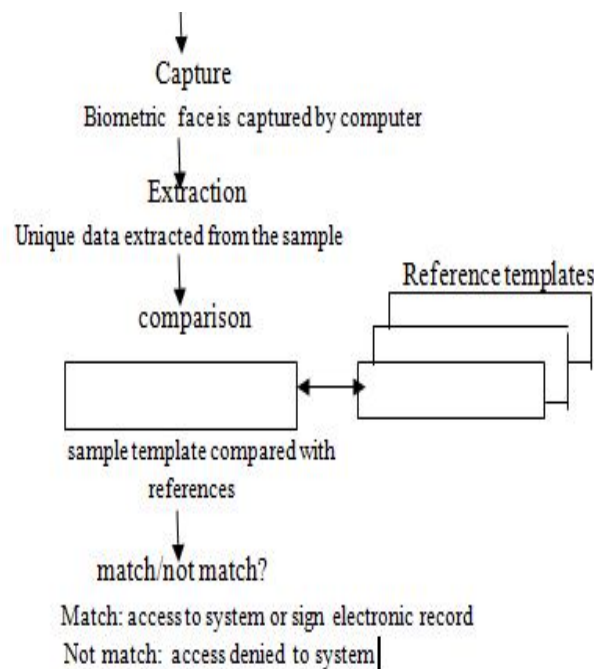 Capture
Biometric face is captured by computer
Extraction
Unique data extracted from the sample
Reference templates
comparison
sample template compared with
references
match/not match?
Match: access to system or sign electronic record
Not match: access denied to system